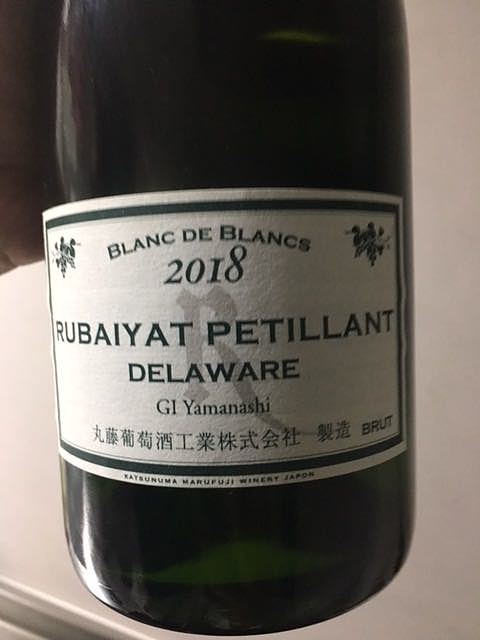 BLANC DE BLANCS
2018
RUBAIYAT PETILLANT
DELAWARE
GI Yamanashi
丸藤葡萄酒工業株式会社 製造 BRUT
KATSUNUMA MARUFUJI WINERY JAPON